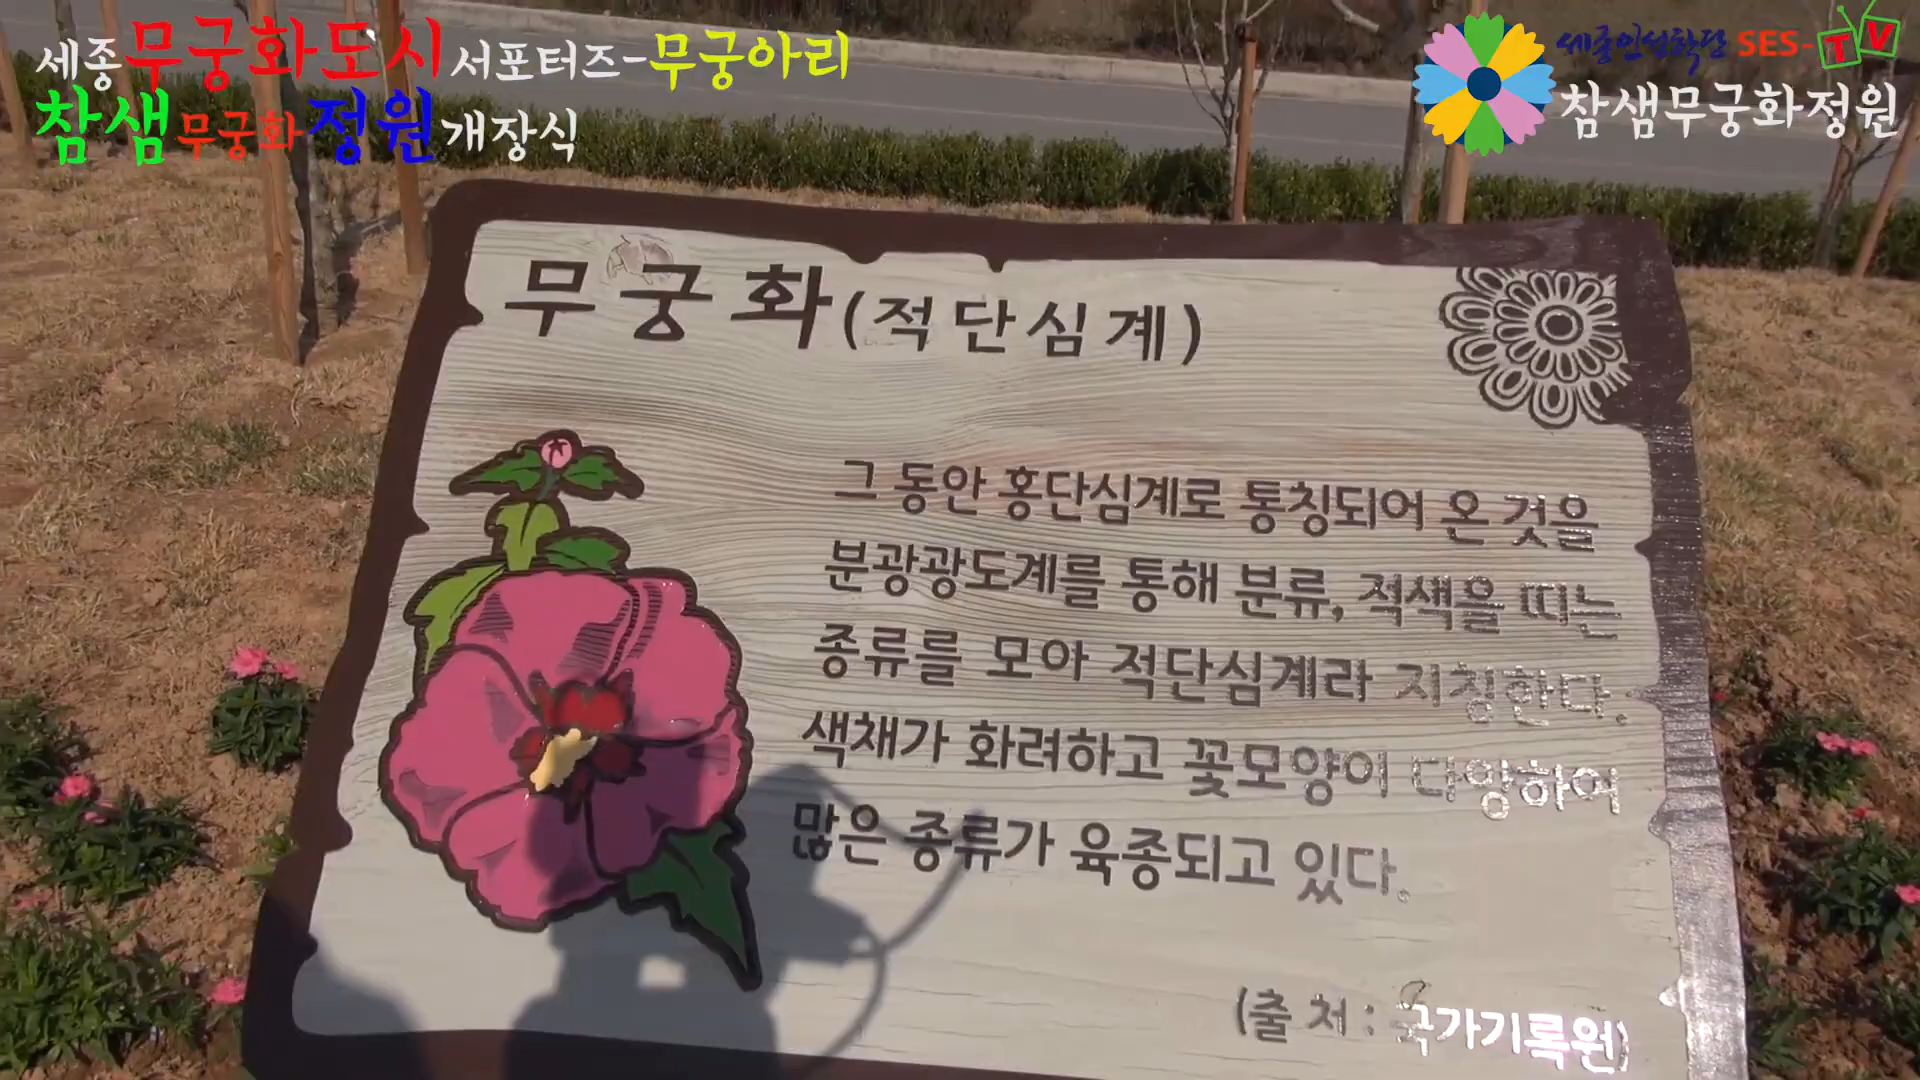 세종무궁화도시서포터즈-무궁아리
참샘무궁화정원개장식
세종인성학당 SES-TV
참샘무궁화정원
무궁화(적단심계)
그 동안 홍단심계로 통칭되어 온 것을
분광광도계를 통해 분류, 적색을 띠는
종류를 모아 적단심계라 지칭한다.
색채가 화려하고 꽃모양이 다양하여
많은 종류가 육종되고 있다.
(출 처 : 국가기록원)